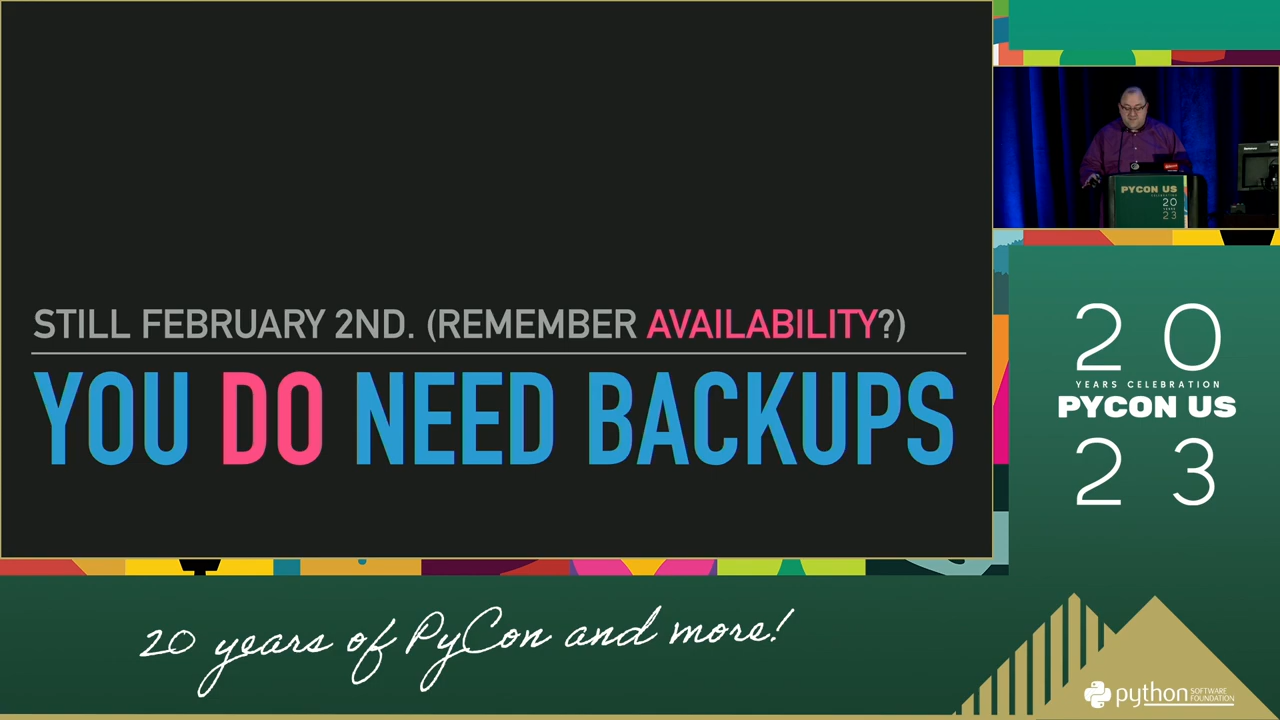 STILL FEBRUARY 2ND. (REMEMBER AVAILABILITY?)
YOU DO NEED BACKUPS
PYCON US
20
23
20
YEARS CELEBRATION
PYCON US
23
20 years of PyCon and more!
python
SOFTWARE
FOUNDATION